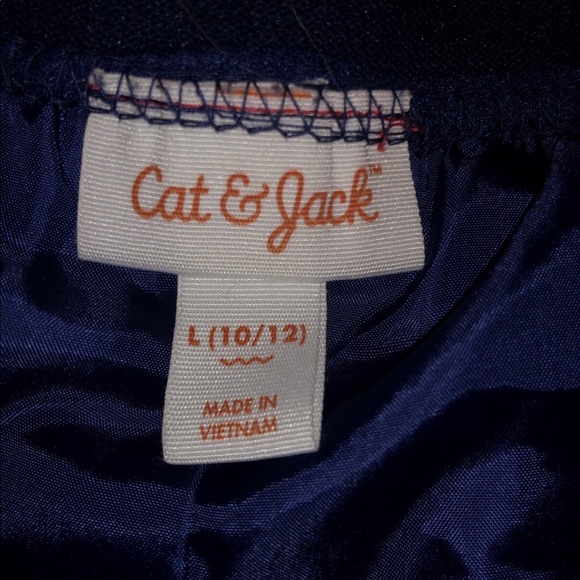 Cat & Jack™
L (10/12)
MADE IN
VIETNAM